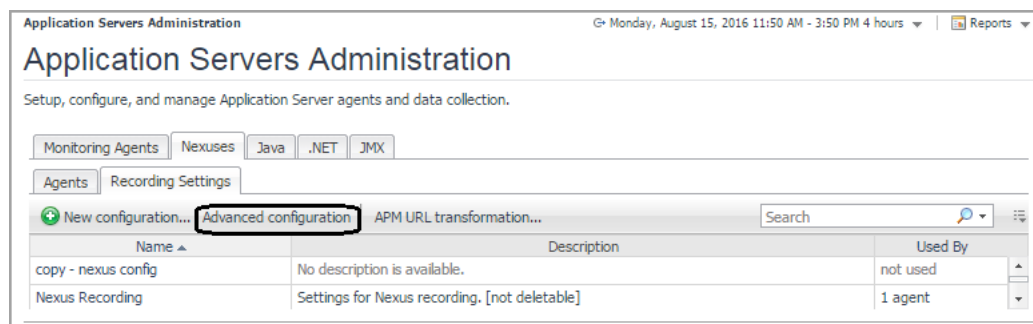 Application Servers Administration Monday, August 15, 2016 11:50 AM - 3:50 PM 4 hours Reports
Application Servers Administration
Setup, configure, and manage Application Server agents and data collection.
Monitoring Agents Nexuses Java .NET JMX
Agents Recording Settings
New configuration... Advanced configuration APM URL transformation... Search
Name Description Used By
copy - nexus config No description is available. not used
Nexus Recording Settings for Nexus recording. [not deletable] 1 agent